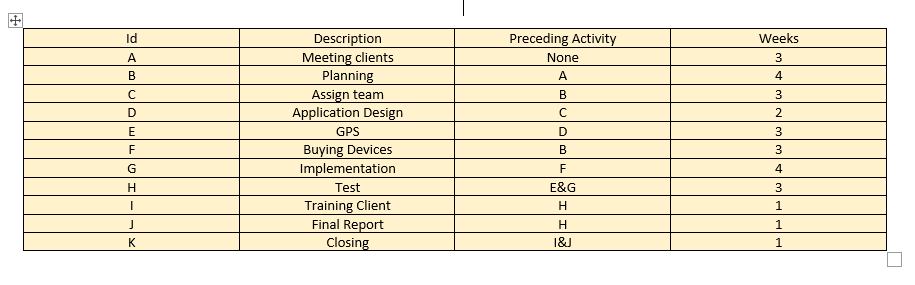 Id Description Preceding Activity Weeks
A Meeting clients None 3
B Planning A 4
C Assign team B 3
D Application Design C 2
E GPS D 3
F Buying Devices B 3
G Implementation F 4
H Test E&G 3
I Training Client H 1
J Final Report H 1
K Closing I&J 1